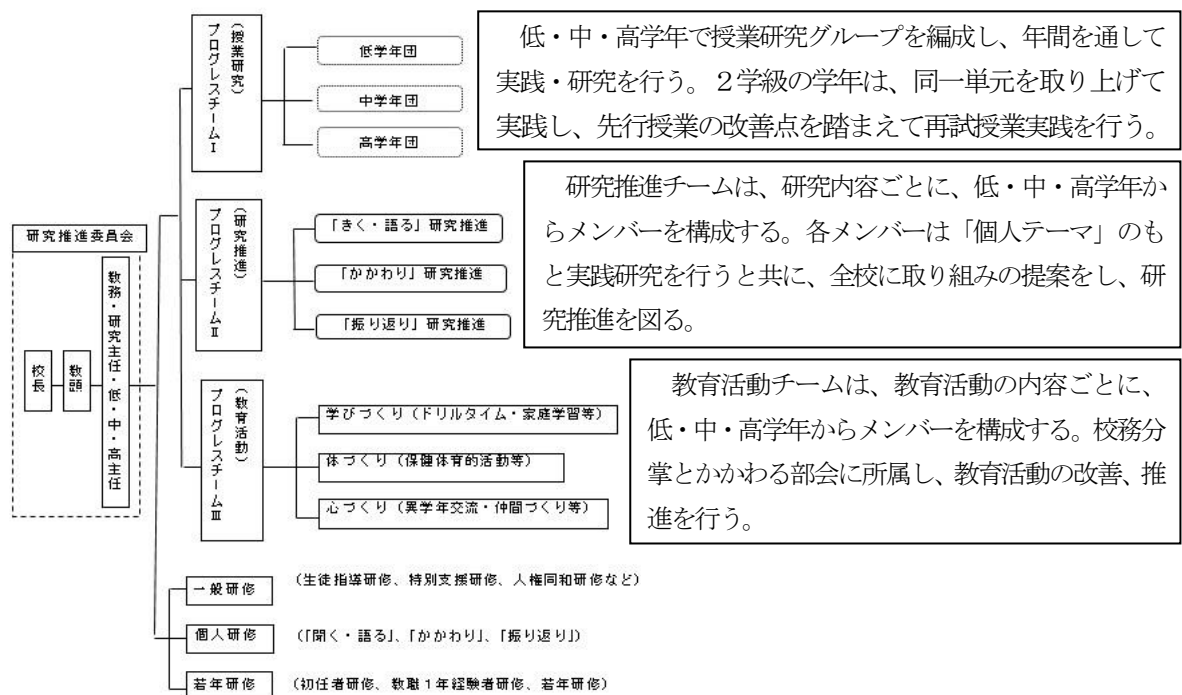 研究推進委員会
校長
教頭
教務・研究主任・低・中・高主任
(授業研究)
プログレスチームⅠ
低学年団
中学年団
高学年団
低・中・高学年で授業研究グループを編成し、年間を通して
実践・研究を行う。2学級の学年は、同一単元を取り上げて
実践し、先行授業の改善点を踏まえて再試授業実践を行う。
(研究推進)
プログレスチームⅡ
「きく・語る」研究推進
「かかわり」研究推進
「振り返り」研究推進
研究推進チームは、研究内容ごとに、低・中・高学年か
らメンバーを構成する。各メンバーは「個人テーマ」のも
と実践研究を行うと共に、全校に取り組みの提案をし、研
究推進を図る。
(教育活動)
プログレスチームⅢ
学びづくり(ドリルタイム・家庭学習等)
体づくり(保健体育的活動等)
心づくり(異学年交流・仲間づくり等)
教育活動チームは、教育活動の内容ごとに、
低・中・高学年からメンバーを構成する。校務分
掌とかかわる部会に所属し、教育活動の改善、推
進を行う。
一般研修
(生徒指導研修、特別支援研修、人権同和研修など)
個人研修
(「聞く・語る」、「かかわり」、「振り返り」)
若年研修
(初任者研修、教職1年経験者研修、若年研修)